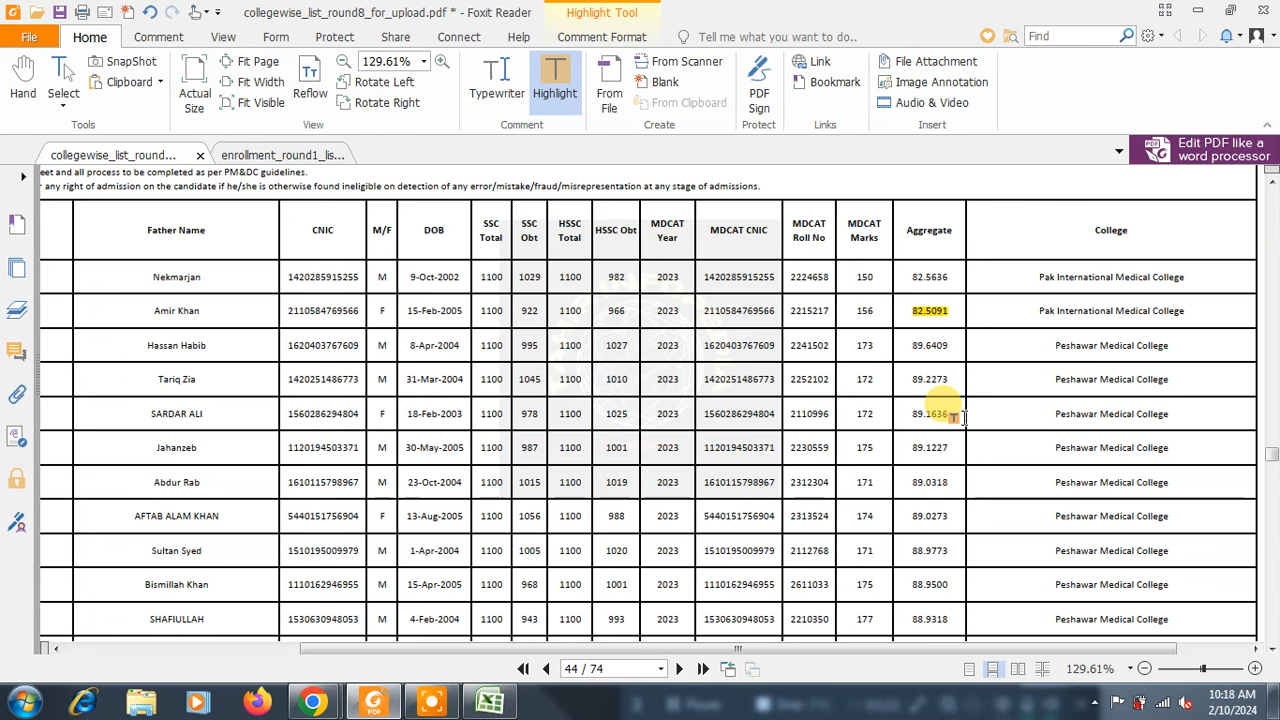 collegewise_list_round8_for_upload.pdf * - Foxit Reader
Highlight Tool
File Home Comment View Form Protect Share Connect Help Comment Format Tell me what you want to do.. Find
Hand
Select
SnapShot
Clipboard
Tools
Actual Size
Fit Page
Fit Width
Fit Visible
Reflow
129.61%
Rotate Left
Rotate Right
View
Typewriter
Highlight
Comment
From File
From Scanner
Blank
From Clipboard
Create
PDF Sign
Protect
Link
Bookmark
Links
File Attachment
Image Annotation
Audio & Video
Insert
collegewise_list_round... enrollment_round1_lis...
Edit PDF like a
word processor
eet and all process to be completed as per PM&DC guidelines.
r any right of admission on the candidate if he/she is otherwise found ineligible on detection of any error/mistake/fraud/misrepresentation at any stage of admissions.
Father Name CNIC M/F DOB SSC Total SSC Obt HSSC Total HSSC Obt MDCAT Year MDCAT CNIC MDCAT Roll No MDCAT Marks Aggregate College
Nekmarjan 1420285915255 M 9-Oct-2002 1100 1029 1100 982 2023 1420285915255 2224658 150 82.5636 Pak International Medical College
Amir Khan 2110584769566 F 15-Feb-2005 1100 922 1100 966 2023 2110584769566 2215217 156 82.5091 Pak International Medical College
Hassan Habib 1620403767609 M 8-Apr-2004 1100 995 1100 1027 2023 1620403767609 2241502 173 89.6409 Peshawar Medical College
Tariq Zia 1420251486773 M 31-Mar-2004 1100 1045 1100 1010 2023 1420251486773 2252102 172 89.2273 Peshawar Medical College
SARDAR ALI 1560286294804 F 18-Feb-2003 1100 978 1100 1025 2023 1560286294804 2110996 172 89.1636 Peshawar Medical College
Jahanzeb 1120194503371 M 30-May-2005 1100 987 1100 1001 2023 1120194503371 2230559 175 89.1227 Peshawar Medical College
Abdur Rab 1610115798967 M 23-Oct-2004 1100 1015 1100 1019 2023 1610115798967 2312304 171 89.0318 Peshawar Medical College
AFTAB ALAM KHAN 5440151756904 F 13-Aug-2005 1100 1056 1100 988 2023 5440151756904 2313524 174 89.0273 Peshawar Medical College
Sultan Syed 1510195009979 M 1-Apr-2004 1100 1005 1100 1020 2023 1510195009979 2112768 171 88.9773 Peshawar Medical College
Bismillah Khan 1110162946955 M 15-Apr-2005 1100 968 1100 1001 2023 1110162946955 2611033 175 88.9500 Peshawar Medical College
SHAFIULLAH 1530630948053 M 4-Feb-2004 1100 943 1100 993 2023 1530630948053 2210350 177 88.9318 Peshawar Medical College
44 / 74
129.61%
10:18 AM
2/10/2024